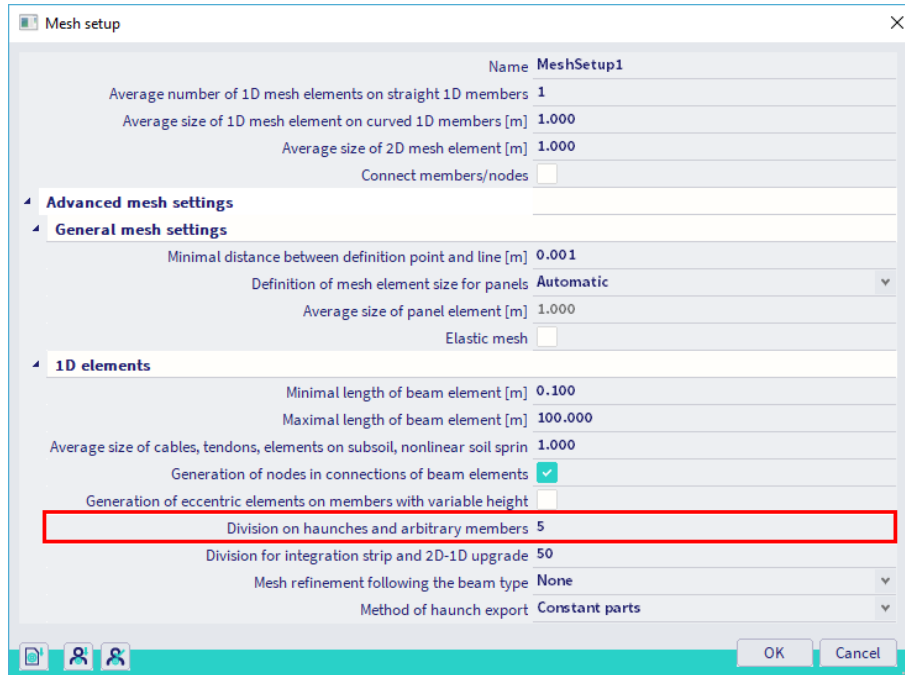 Mesh setup
Name MeshSetup1
Average number of 1D mesh elements on straight 1D members 1
Average size of 1D mesh element on curved 1D members [m] 1.000
Average size of 2D mesh element [m] 1.000
Connect members/nodes
Advanced mesh settings
General mesh settings
Minimal distance between definition point and line [m] 0.001
Definition of mesh element size for panels Automatic
Average size of panel element [m] 1.000
Elastic mesh
1D elements
Minimal length of beam element [m] 0.100
Maximal length of beam element [m] 100.000
Average size of cables, tendons, elements on subsoil, nonlinear soil sprin 1.000
Generation of nodes in connections of beam elements
Generation of eccentric elements on members with variable height
Division on haunches and arbitrary members 5
Division for integration strip and 2D-1D upgrade 50
Mesh refinement following the beam type None
Method of haunch export Constant parts
OK Cancel